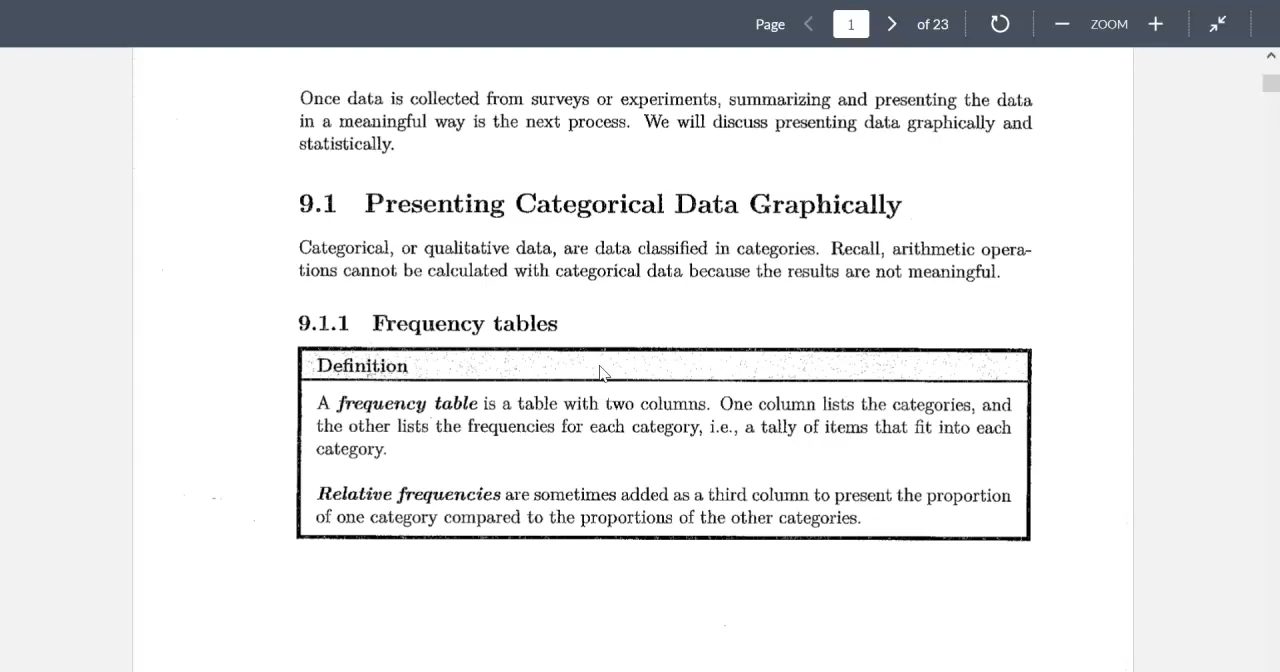 Page 1 of 23 ZOOM
Once data is collected from surveys or experiments, summarizing and presenting the data
in a meaningful way is the next process. We will discuss presenting data graphically and
statistically.
9.1 Presenting Categorical Data Graphically
Categorical, or qualitative data, are data classified in categories. Recall, arithmetic opera-
tions cannot be calculated with categorical data because the results are not meaningful.
9.1.1 Frequency tables
Definition
A frequency table is a table with two columns. One column lists the categories, and
the other lists the frequencies for each category, i.e., a tally of items that fit into each
category.
Relative frequencies are sometimes added as a third column to present the proportion
of one category compared to the proportions of the other categories.